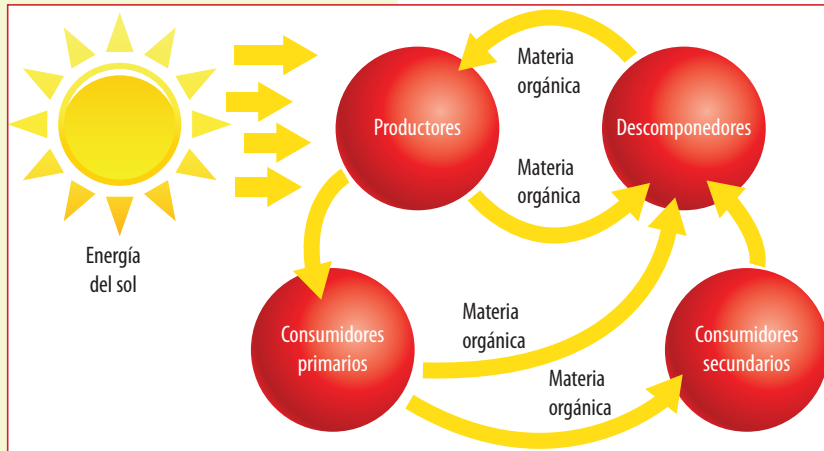 Materia
orgánica
Productores
Descomponedores
Materia
orgánica
Energía
del sol
Consumidores
primarios
Materia
orgánica
Consumidores
secundarios
Materia
orgánica